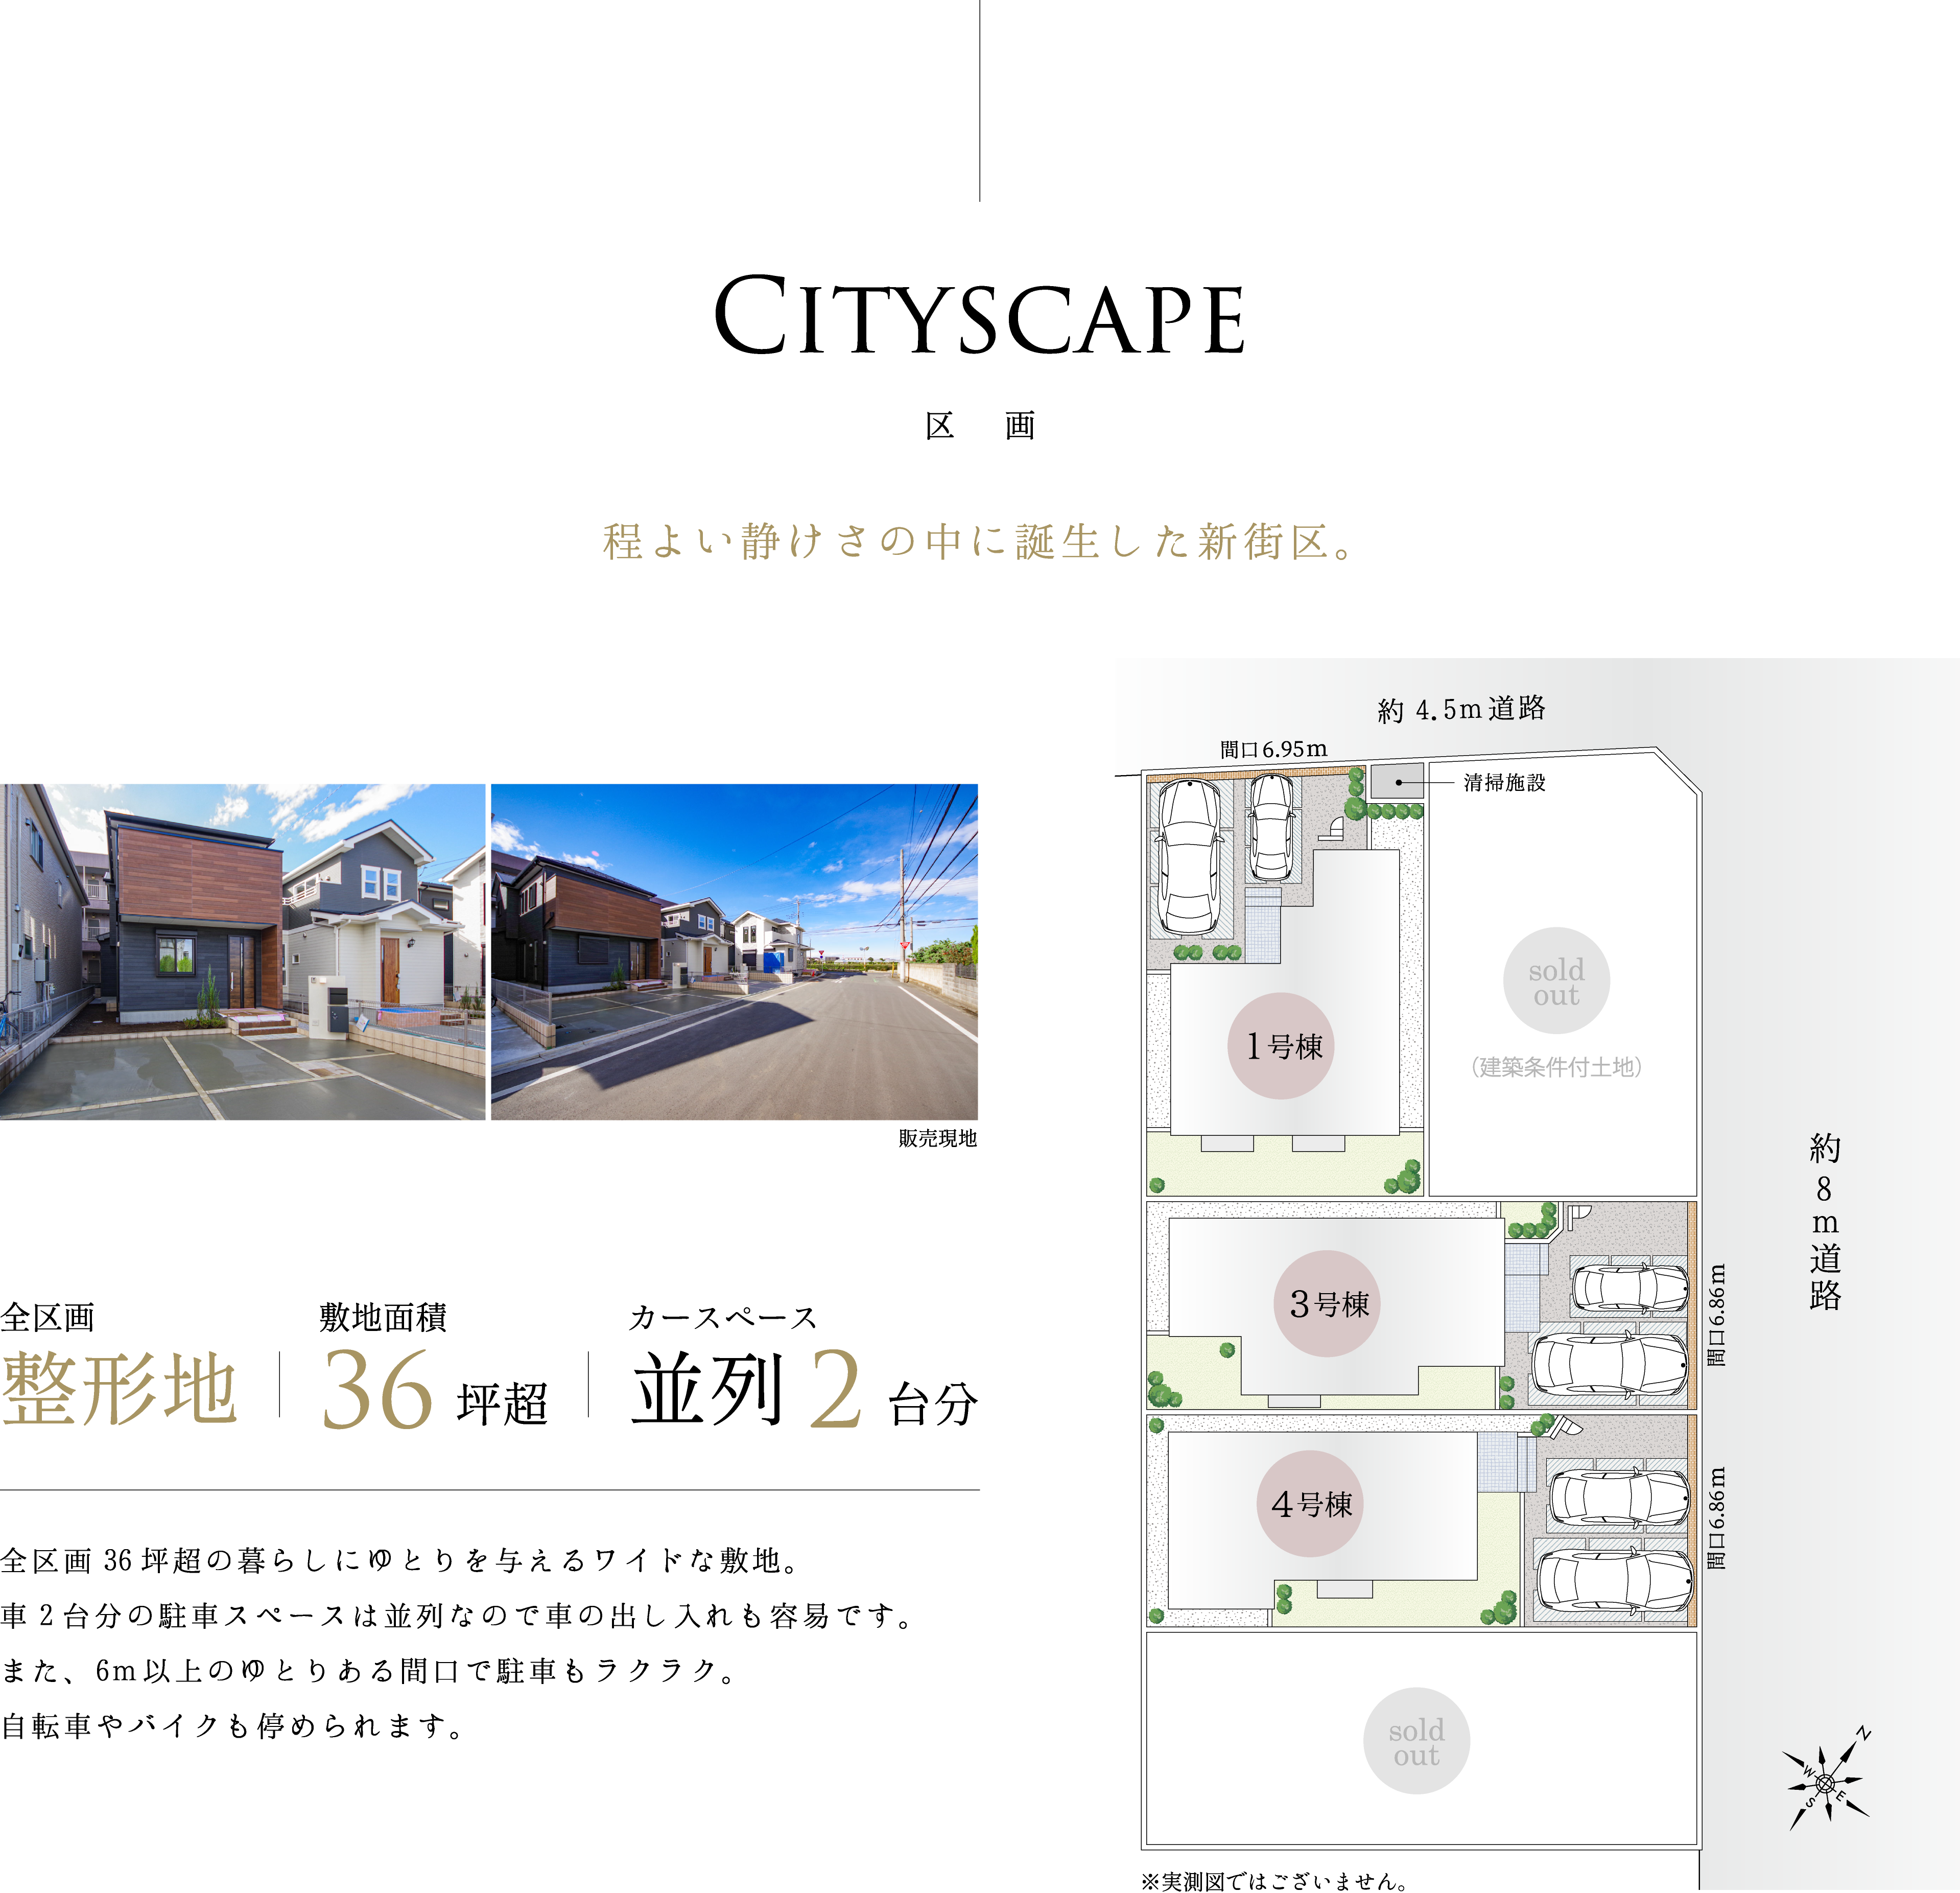 CITYSCAPE
区画
程よい静けさの中に誕生した新街区。
販売現地
全区画
整形地
敷地面積
36坪超
カースペース
並列2台分
全区画36坪超の暮らしにゆとりを与えるワイドな敷地。
車2台分の駐車スペースは並列なので車の出し入れも容易です。
また、6m以上のゆとりある間口で駐車もラクラク。
自転車やバイクも停められます。
約4.5m道路
間口6.95m
清掃施設
sold
out
(建築条件付土地)
1号棟
約8m道路
3号棟
間口6.86m
4号棟
間口6.86m
sold
out
N
W
E
S
※実測図ではございません。